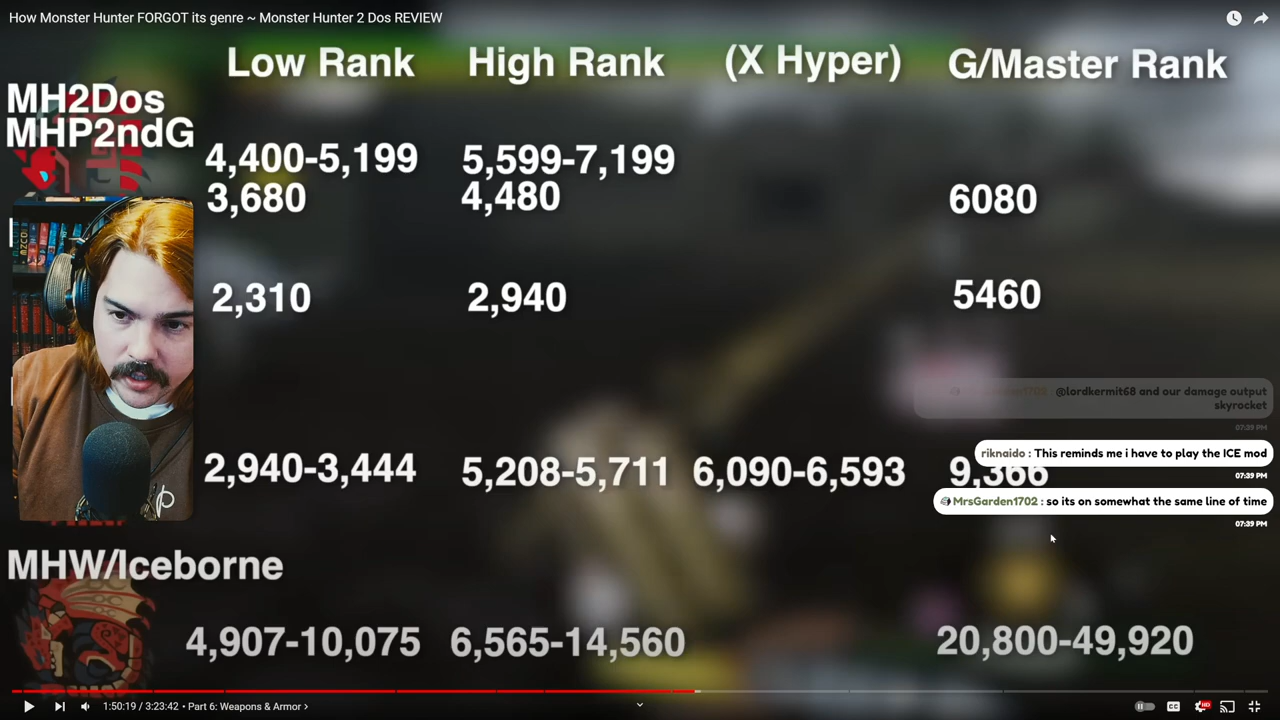 How Monster Hunter FORGOT its genre ~ Monster Hunter 2 Dos REVIEW
Low Rank High Rank (X Hyper) G/Master Rank
MH2Dos
MHP2ndG
4,400-5,199 5,599-7,199
3,680 4,480 6080
2,310 2,940 5460
@lordkermit68 and our damage output
skyrocket
07:39 PM
riknaido : This reminds me i have to play the ICE mod
2,940-3,444 5,208-5,711 6,090-6,593 9,366
07:39 PM
MrsGarden1702 : so its on somewhat the same line of time
07:39 PM
MHW/Iceborne
4,907-10,075 6,565-14,560 20,800-49,920
1:50:19 / 3:23:42 • Part 6: Weapons & Armor ›
CC HD